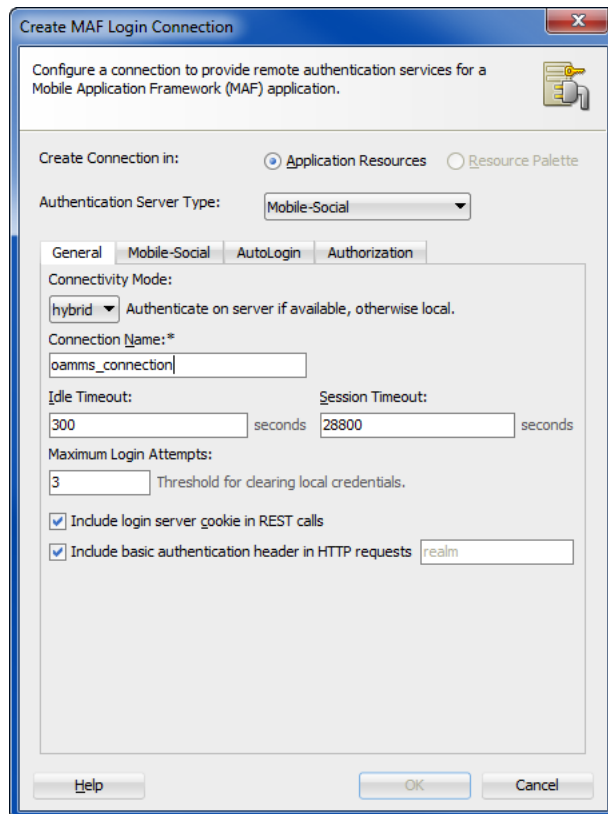 Create MAF Login Connection
Configure a connection to provide remote authentication services for a
Mobile Application Framework (MAF) application.
Create Connection in: Application Resources Resource Palette
Authentication Server Type: Mobile-Social
General Mobile-Social AutoLogin Authorization
Connectivity Mode:
hybrid Authenticate on server if available, otherwise local.
Connection Name:*
oamms_connection
Idle Timeout: Session Timeout:
300 seconds 28800 seconds
Maximum Login Attempts:
3 Threshold for clearing local credentials.
Include login server cookie in REST calls
Include basic authentication header in HTTP requests realm
Help OK Cancel